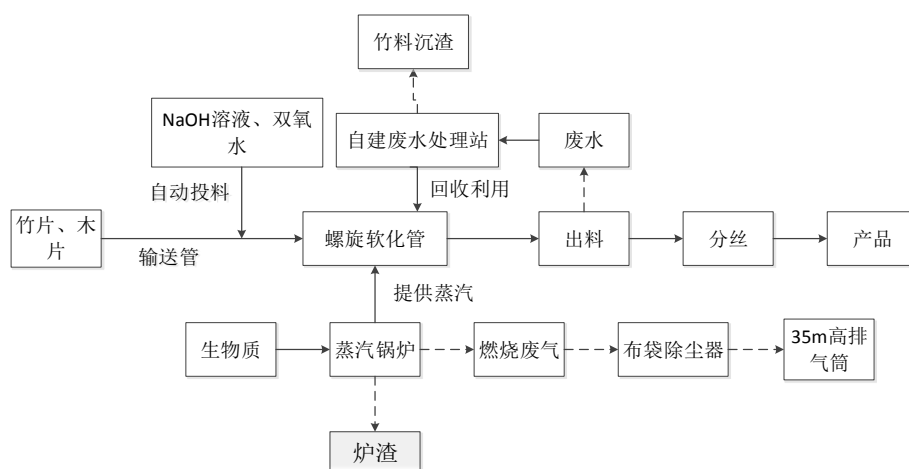 竹料沉渣
NaOH溶液、双氧
水
自建废水处理站
废水
自动投料
回收利用
竹片、木
片
输送管
螺旋软化管
出料
分丝
产品
提供蒸汽
生物质
蒸汽锅炉
燃烧废气
布袋除尘器
35m高排
气筒
炉渣